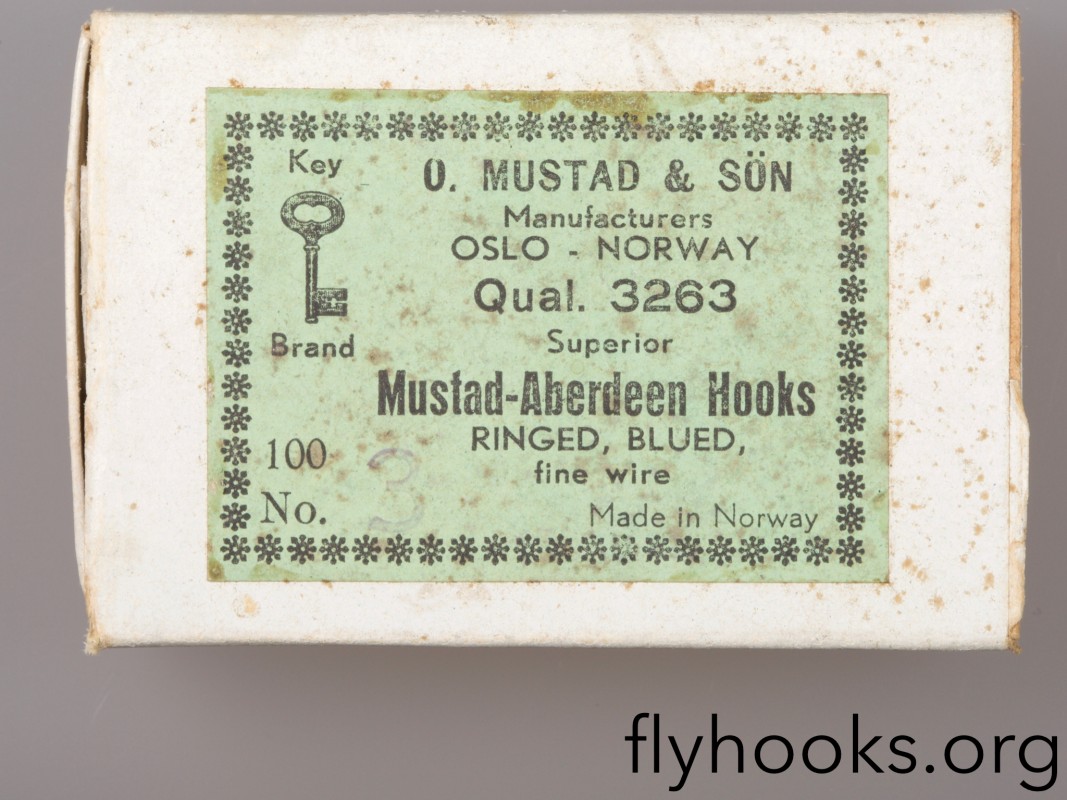 Key
Brand
O. MUSTAD & SÖN
Manufacturers
OSLO - NORWAY
Qual. 3263
Superior
Mustad-Aberdeen Hooks
RINGED, BLUED,
fine wire
100
No. 3
Made in Norway
flyhooks.org